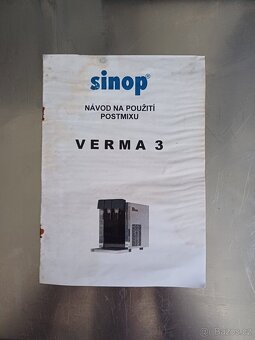 sinop®
NÁVOD NA POUŽITÍ
POSTMIXU
VERMA 3